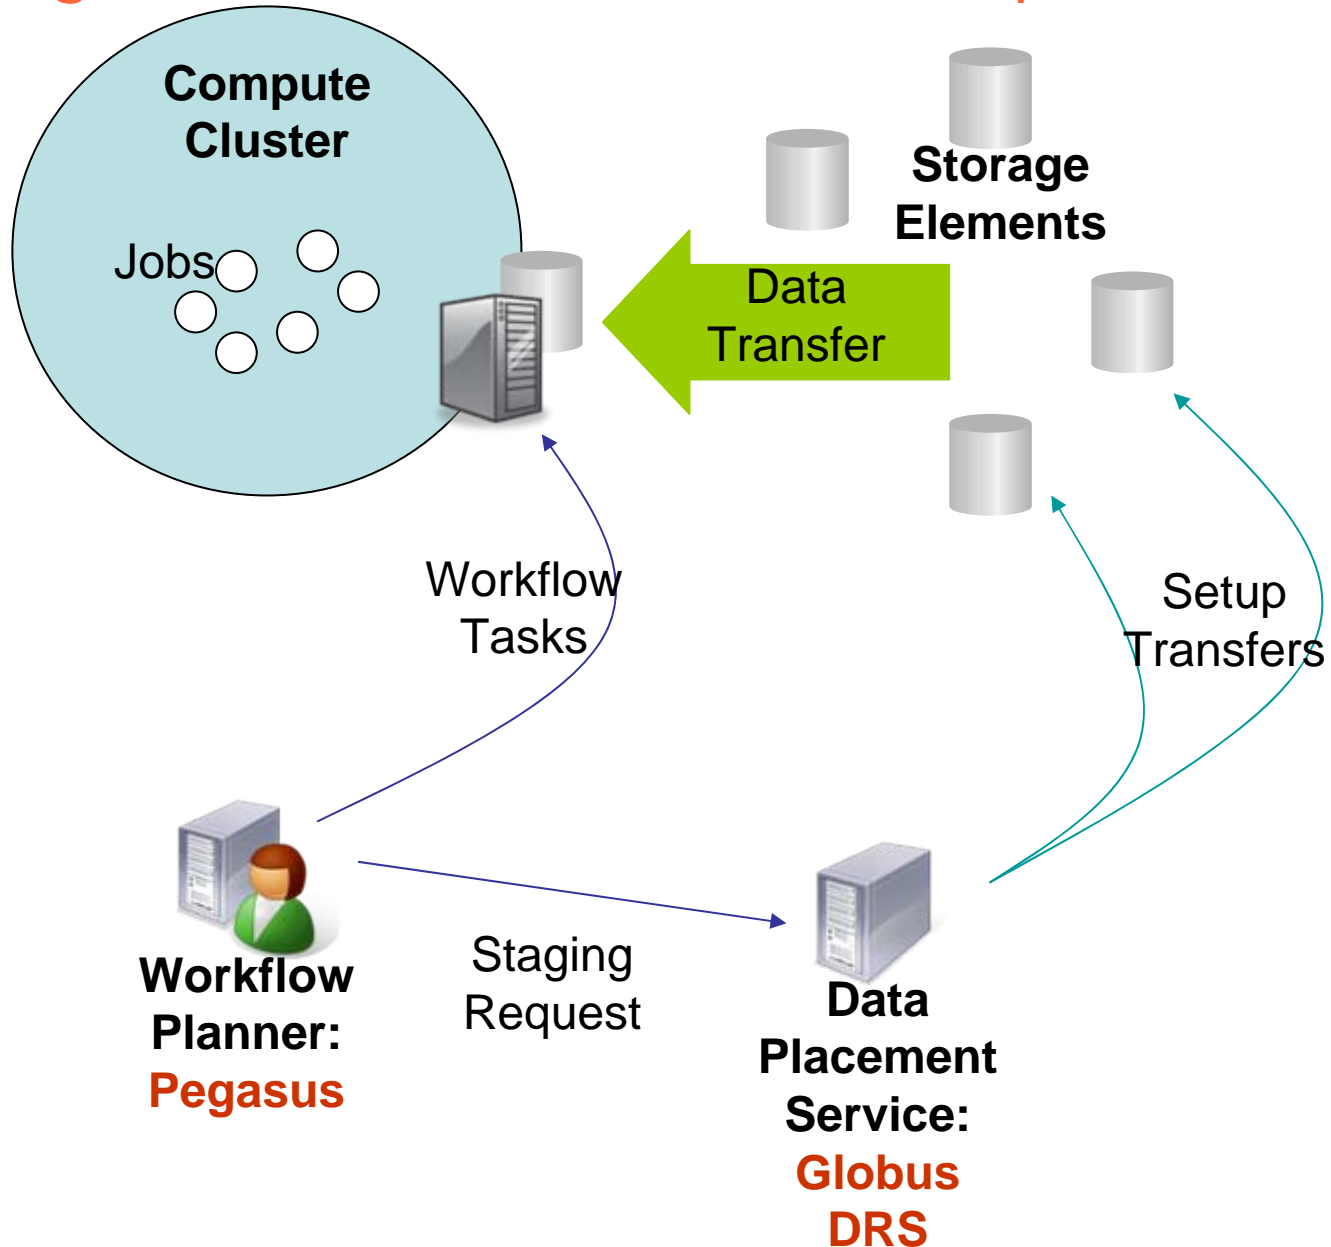 Compute
Cluster
Storage
Elements
Jobs
Data
Transfer
Workflow
Tasks
Setup
Transfers
Staging
Request
Workflow
Planner:
Pegasus
Data
Placement
Service:
Globus
DRS